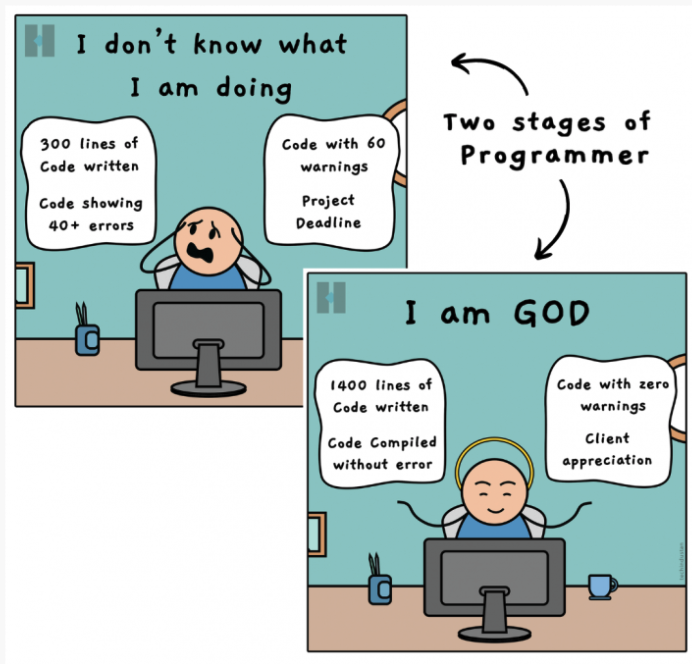 I don't know what
I am doing
300 lines of
Code written
Code showing
40+ errors
Code with 60
warnings
Project
Deadline
Two stages of
Programmer
I am GOD
1400 lines of
Code written
Code Compiled
without error
Code with zero
warnings
Client
appreciation